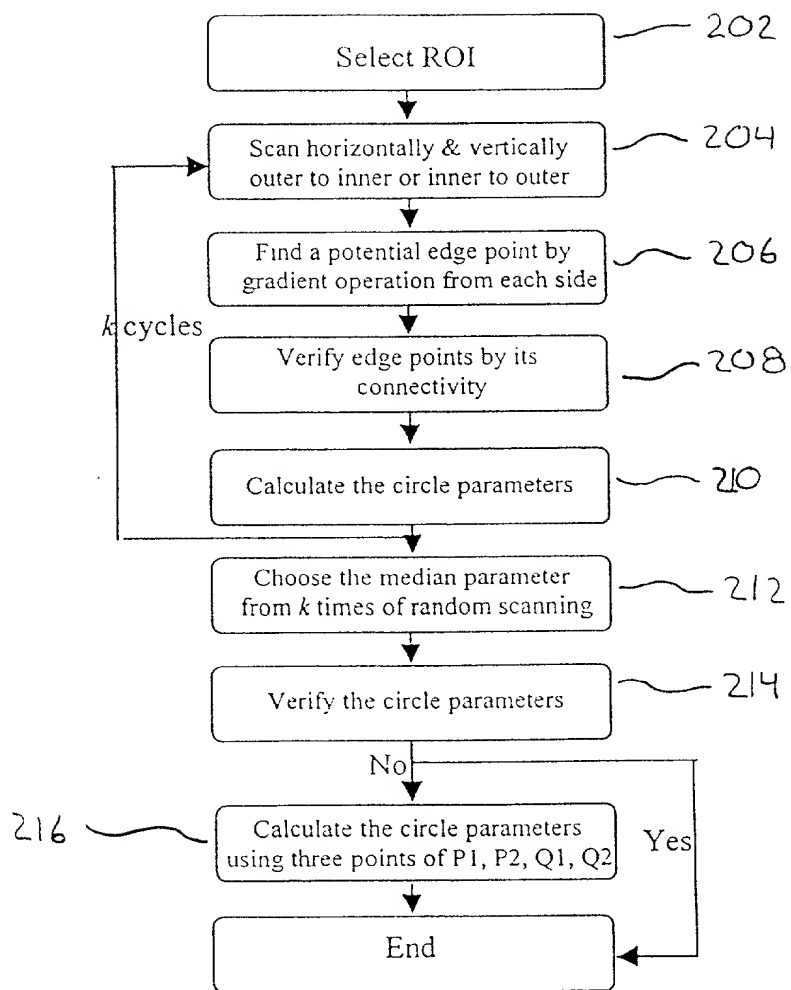 Select ROI
202
Scan horizontally & vertically
outer to inner or inner to outer
204
Find a potential edge point by
gradient operation from each side
206
k cycles
Verify edge points by its
connectivity
208
Calculate the circle parameters
210
Choose the median parameter
from k times of random scanning
212
Verify the circle parameters
214
No
216
Calculate the circle parameters
using three points of P1, P2, Q1, Q2
Yes
End